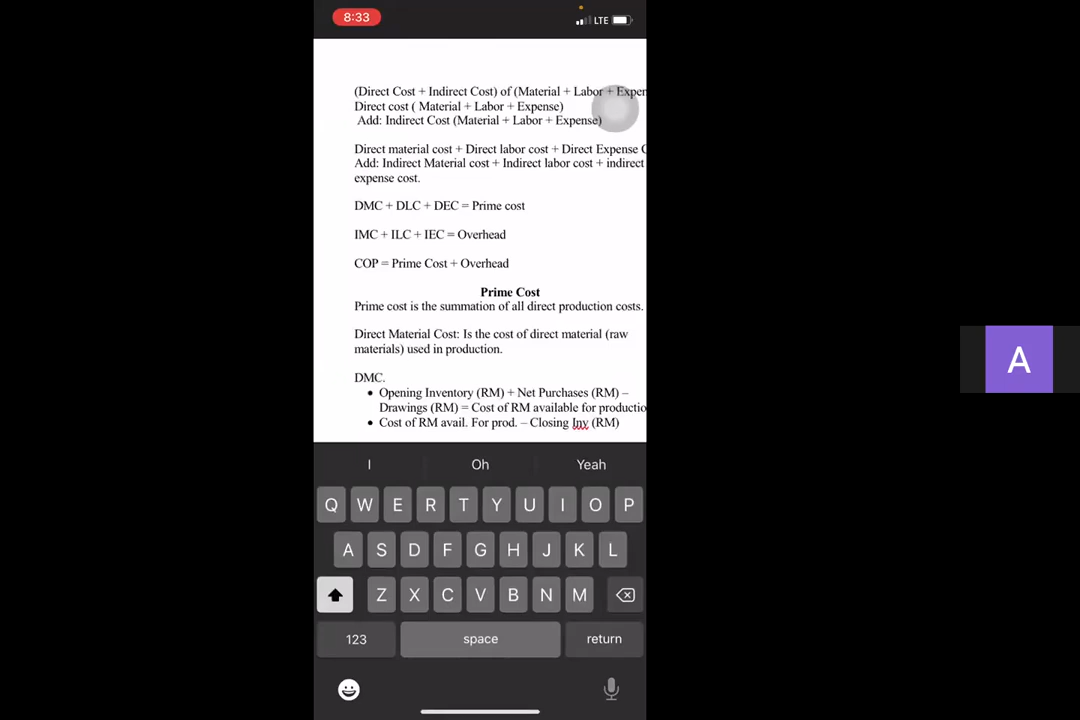 8:33
LTE
(Direct Cost + Indirect Cost) of (Material + Labor + Exper
Direct cost ( Material + Labor + Expense)
Add: Indirect Cost (Material + Labor + Expense)
Direct material cost + Direct labor cost + Direct Expense C
Add: Indirect Material cost + Indirect labor cost + indirect
expense cost.
DMC + DLC + DEC = Prime cost
IMC + ILC + IEC = Overhead
COP = Prime Cost + Overhead
Prime Cost
Prime cost is the summation of all direct production costs.
Direct Material Cost: Is the cost of direct material (raw
materials) used in production.
DMC.
• Opening Inventory (RM) + Net Purchases (RM) –
Drawings (RM) = Cost of RM available for productio
• Cost of RM avail. For prod. – Closing Inv (RM)
I Oh Yeah
Q W E R T Y U I O P
A S D F G H J K L
Z X C V B N M
123 space return
A